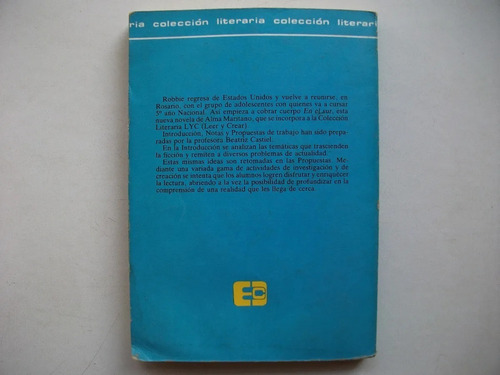 ria colección literaria colección literari
Robbie regresa de Estados Unidos y vuelve a reunirse, en
Rosario, con el grupo de adolescentes con quienes va a cursar
5º año Nacional. Así empieza a cobrar cuerpo En el sur, esta
nueva novela de Alma Maritano, que se incorpora a la Colección
Literaria LYC (Leer y Crear).
Introducción, Notas y Propuestas de trabajo han sido prepa-
radas por la profesora Beatriz Castiel.
En la Introducción se analizan las temáticas que trascienden
la ficción y remiten a diversos problemas de actualidad.
Estas mismas ideas son retomadas en las Propuestas. Me-
diante una variada gama de actividades de investigación y de
creación se intenta que los alumnos logren disfrutar y enriquecer
la lectura, abriendo a la vez la posibilidad de profundizar en la
comprensión de una realidad que les llega de cerca.